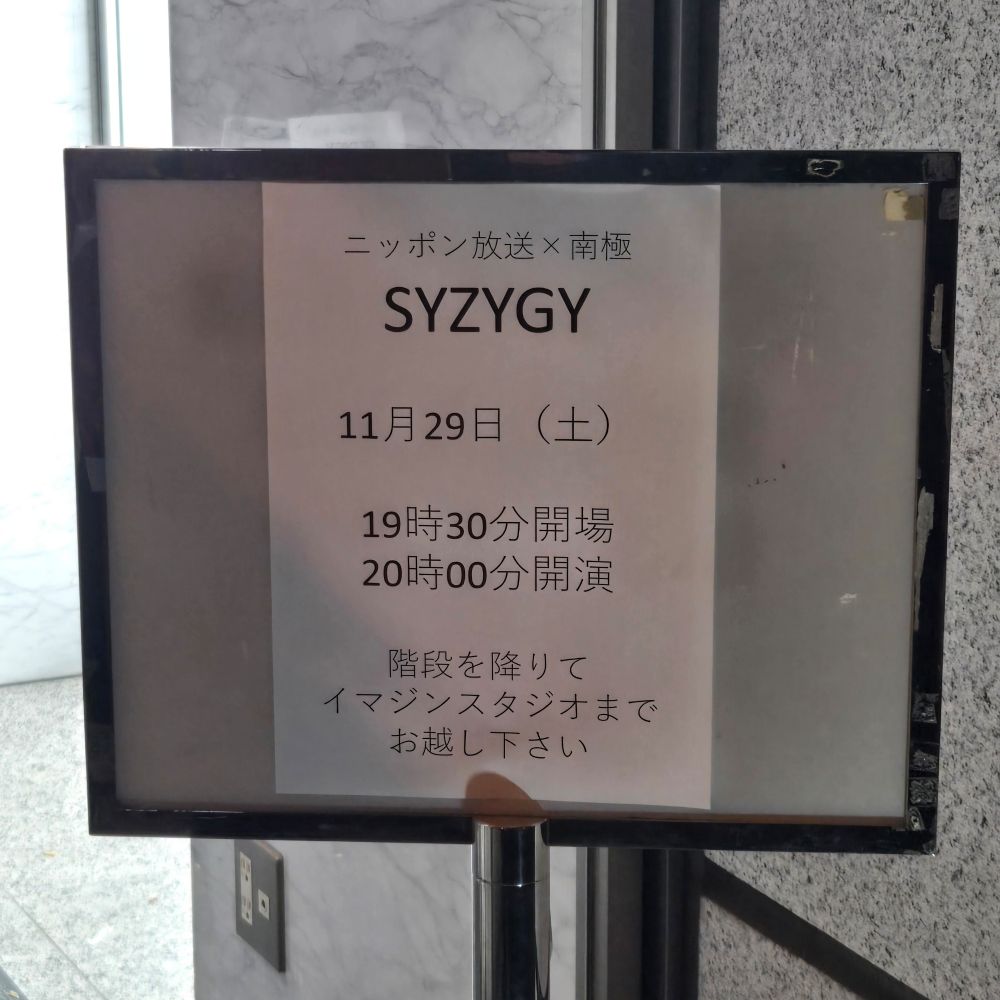 ニッポン放送×南極
SYZYGY
11月29日（土）
19時30分開場
20時00分開演
階段を降りて
イマジンスタジオまで
お越し下さい